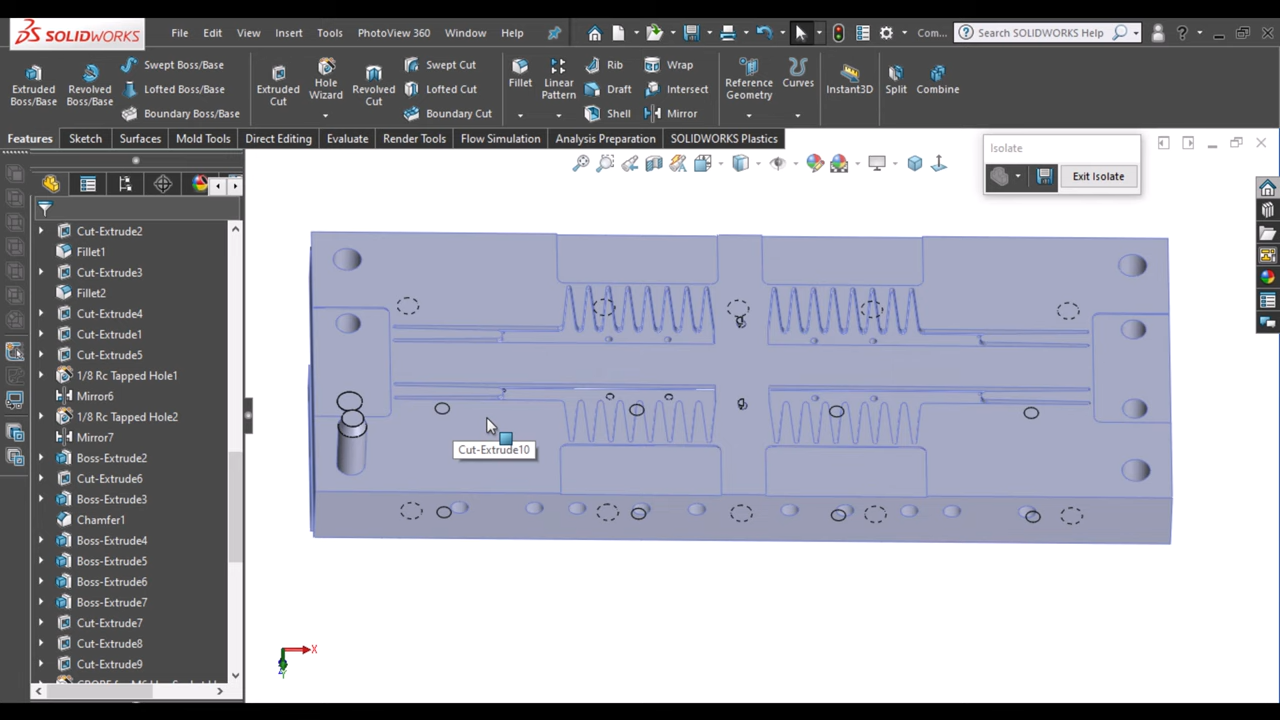 SOLIDWORKS File Edit View Insert Tools PhotoView 360 Window Help Com... Search SOLIDWORKS Help ?
Extruded Boss/Base
Revolved Boss/Base
Swept Boss/Base
Lofted Boss/Base
Boundary Boss/Base
Extruded Cut
Hole Wizard
Revolved Cut
Swept Cut
Lofted Cut
Boundary Cut
Fillet
Linear Pattern
Rib
Draft
Shell
Wrap
Intersect
Mirror
Reference Geometry
Curves
Instant3D
Split
Combine
Features Sketch Surfaces Mold Tools Direct Editing Evaluate Render Tools Flow Simulation Analysis Preparation SOLIDWORKS Plastics
Isolate
Exit Isolate
Cut-Extrude2
Fillet1
Cut-Extrude3
Fillet2
Cut-Extrude4
Cut-Extrude1
Cut-Extrude5
1/8 Rc Tapped Hole1
Mirror6
1/8 Rc Tapped Hole2
Mirror7
Boss-Extrude2
Cut-Extrude6
Boss-Extrude3
Chamfer1
Boss-Extrude4
Boss-Extrude5
Boss-Extrude6
Boss-Extrude7
Cut-Extrude7
Cut-Extrude8
Cut-Extrude9
Cut-Extrude10
X